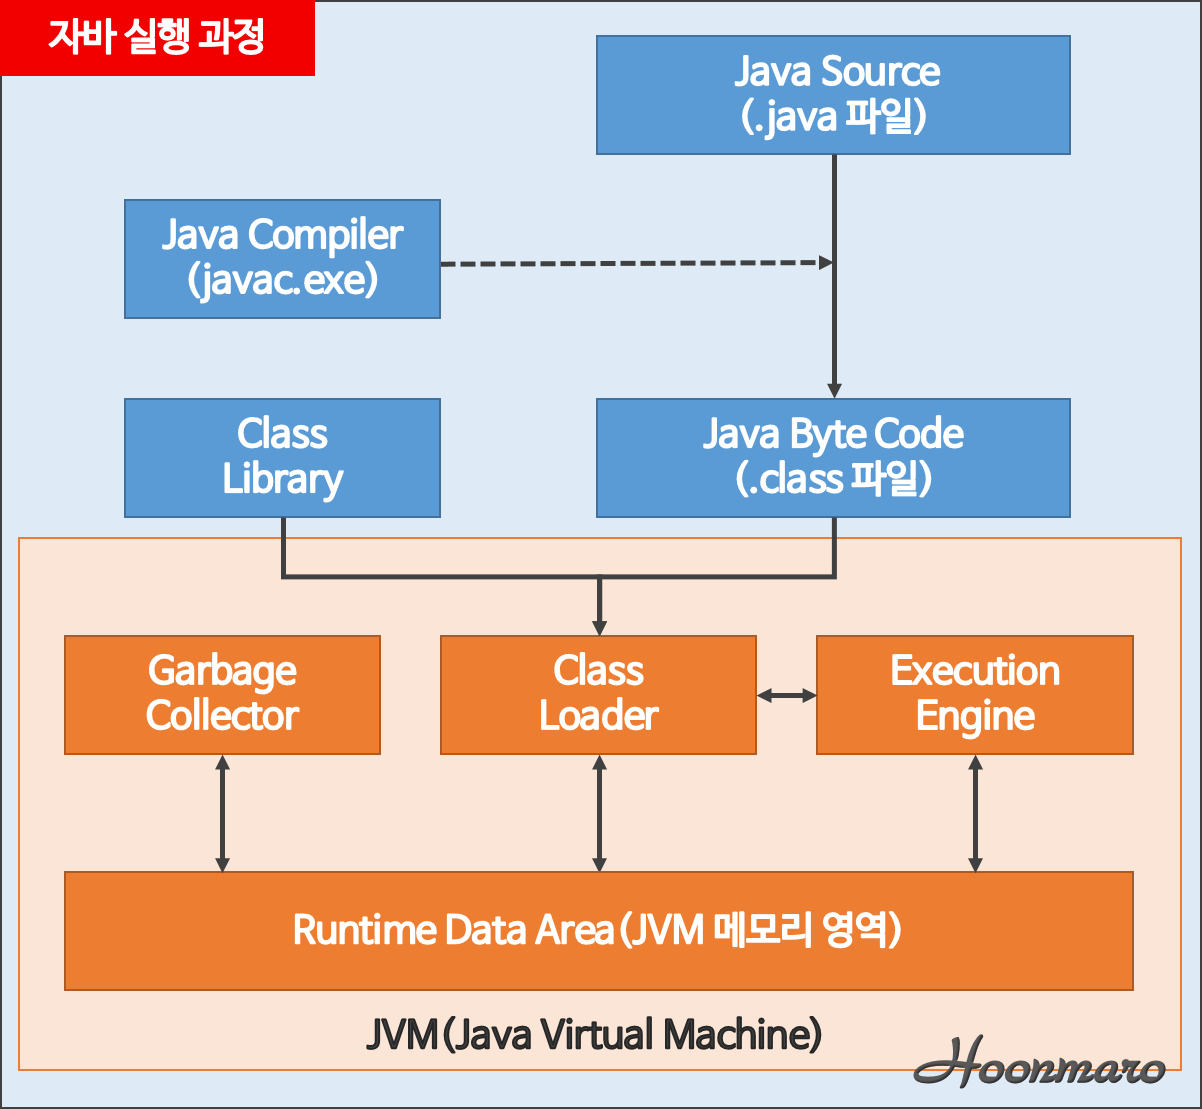 자바 실행 과정
Java Source
(.java 파일)
Java Compiler
(javac.exe)
Class
Library
Java Byte Code
(.class 파일)
Garbage
Collector
Class
Loader
Execution
Engine
Runtime Data Area(JVM 메모리 영역)
JVM(Java Virtual Machine)
Hoonmaro